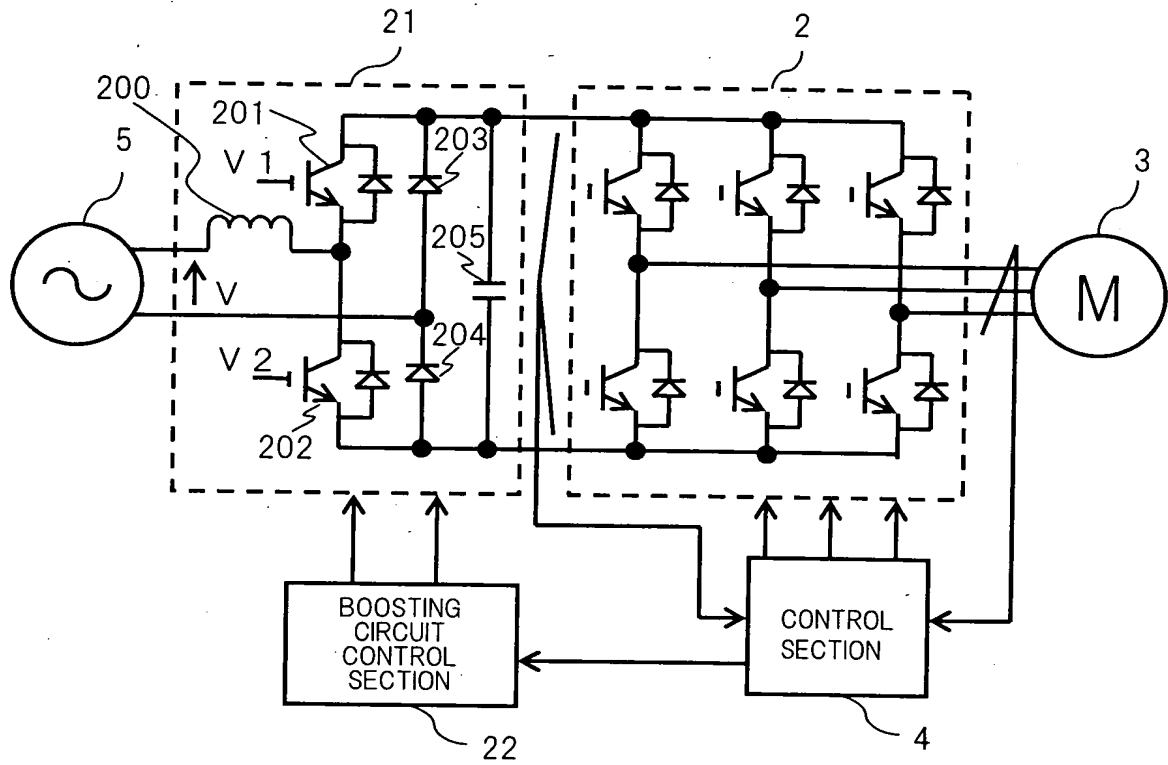 21
2
200
201
5
V 1
203
3
205
V
M
204
V 2
202
BOOSTING
CIRCUIT
CONTROL
SECTION
CONTROL
SECTION
22
4